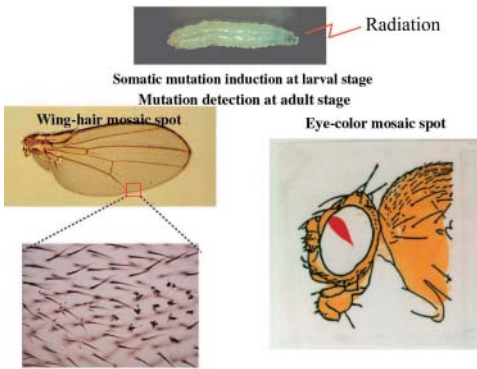 Radiation
Somatic mutation induction at larval stage
Mutation detection at adult stage
Wing-hair mosaic spot
Eye-color mosaic spot